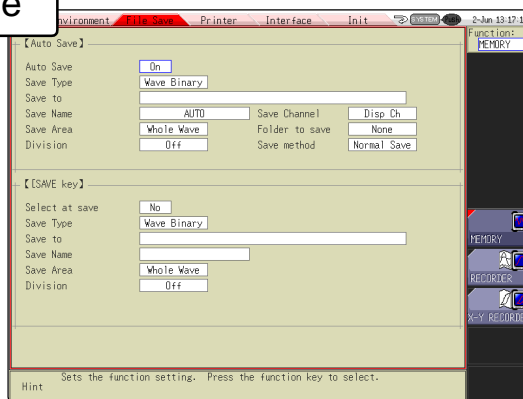 e
nvironment File Save Printer Interface Init SYSTEM 2-Jun 13:17:1
Function:
MEMORY
【Auto Save】
Auto Save On
Save Type Wave Binary
Save to
Save Name AUTO Save Channel Disp Ch
Save Area Whole Wave Folder to save None
Division Off Save method Normal Save
【[SAVE key】
Select at save No
Save Type Wave Binary
Save to
Save Name
Save Area Whole Wave
Division Off
MEMORY
RECORDER
X-Y RECORDE
Sets the function setting. Press the function key to select.
Hint